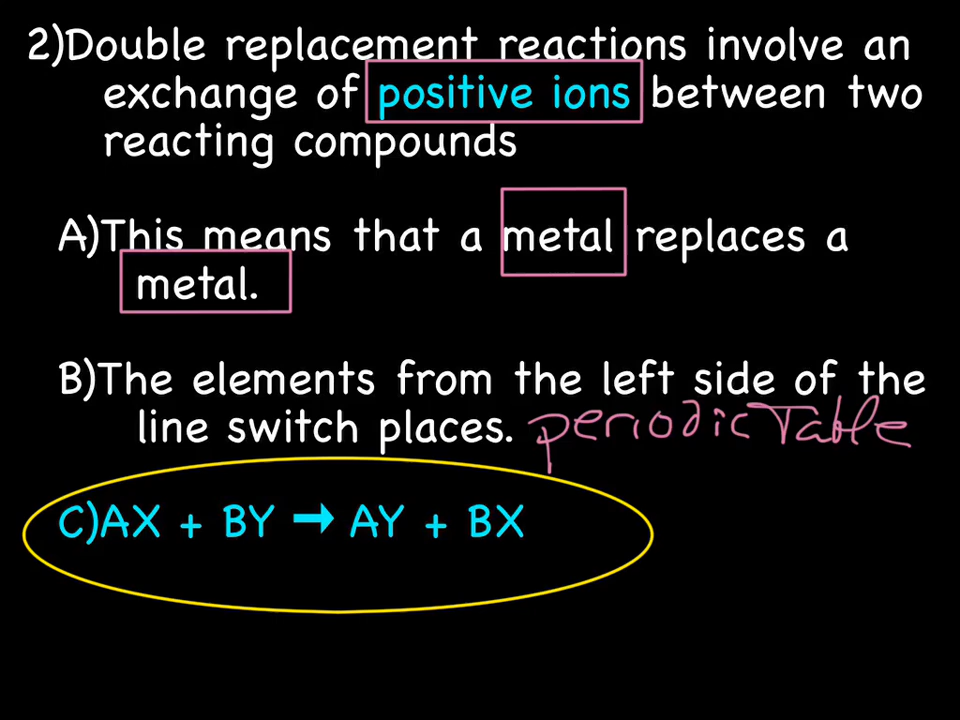 2)Double replacement reactions involve an
exchange of positive ions between two
reacting compounds
A)This means that a metal replaces a
metal.
B)The elements from the left side of the
line switch places. periodic Table
C)AX + BY ➞ AY + BX